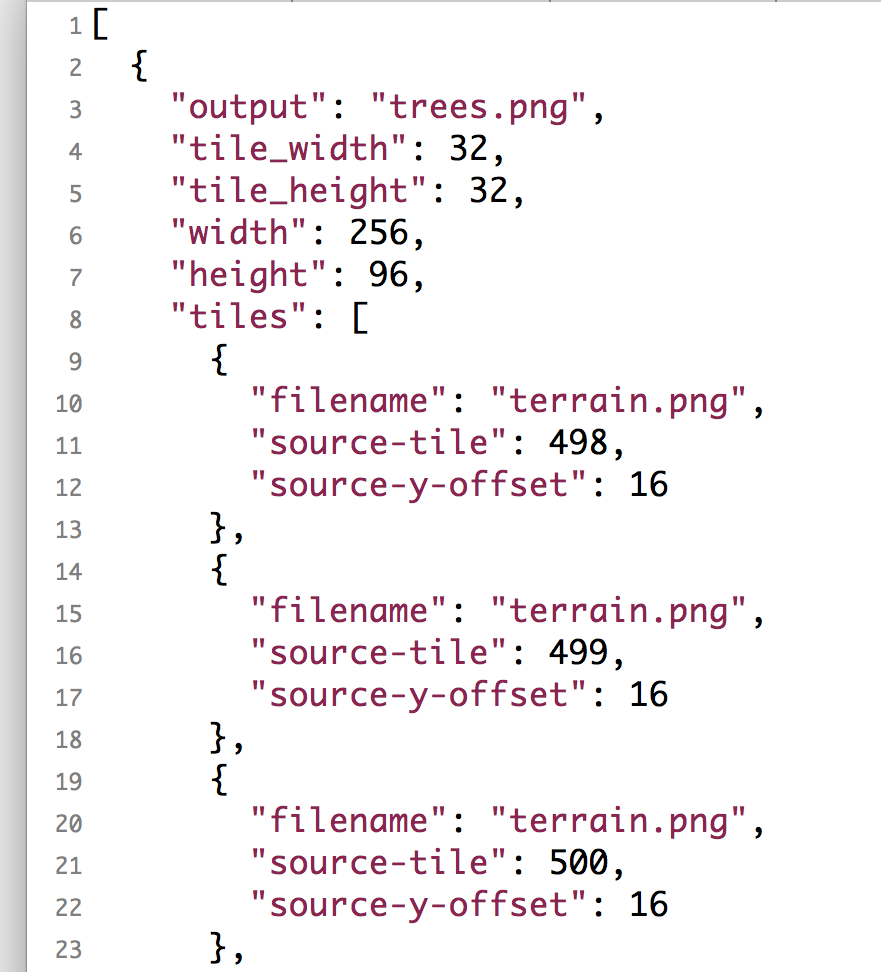 1 [
2   {
3     "output": "trees.png",
4     "tile_width": 32,
5     "tile_height": 32,
6     "width": 256,
7     "height": 96,
8     "tiles": [
9       {
10         "filename": "terrain.png",
11         "source-tile": 498,
12         "source-y-offset": 16
13       },
14       {
15         "filename": "terrain.png",
16         "source-tile": 499,
17         "source-y-offset": 16
18       },
19       {
20         "filename": "terrain.png",
21         "source-tile": 500,
22         "source-y-offset": 16
23       },